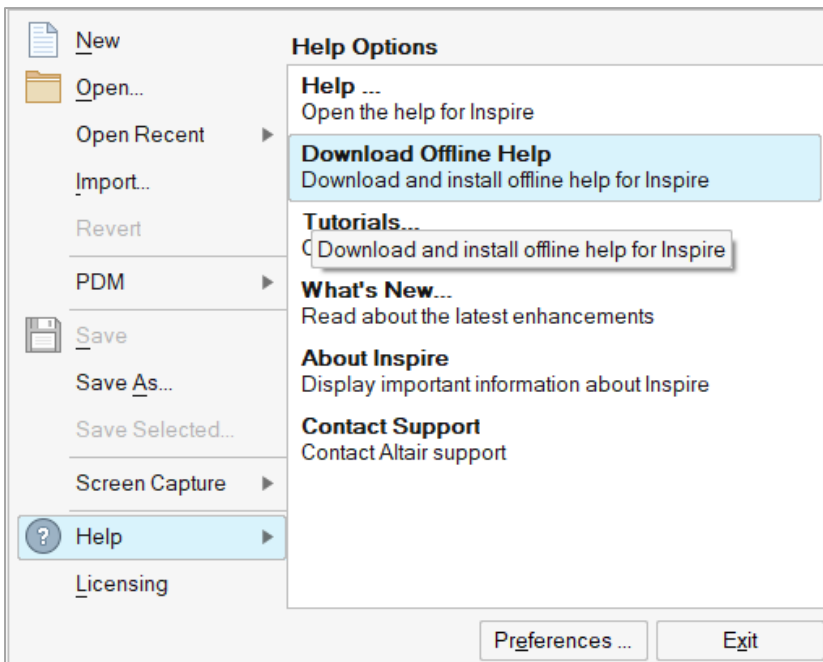 New
Open...
Open Recent
Import...
Revert
PDM
Save
Save As...
Save Selected...
Screen Capture
Help
Licensing
Help Options
Help ...
Open the help for Inspire
Download Offline Help
Download and install offline help for Inspire
Tutorials...
Download and install offline help for Inspire
What's New...
Read about the latest enhancements
About Inspire
Display important information about Inspire
Contact Support
Contact Altair support
Preferences ...
Exit